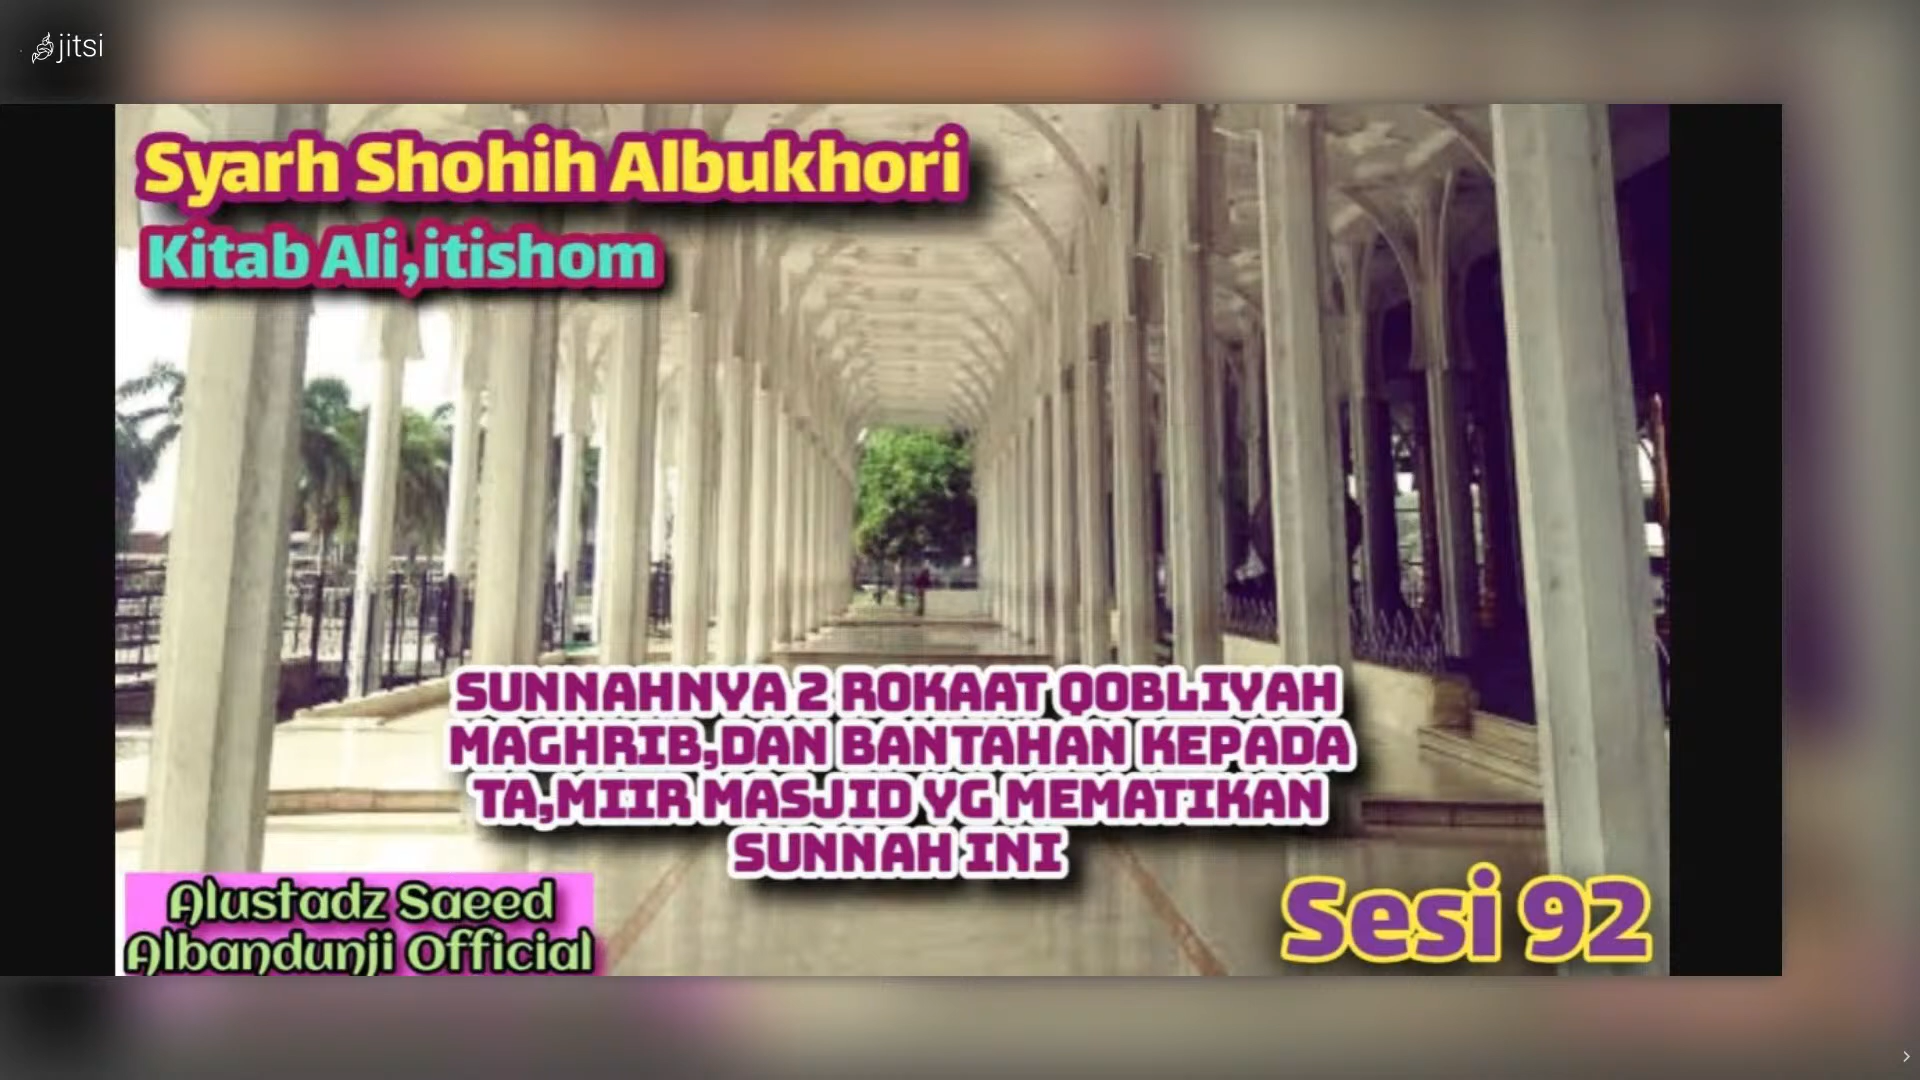 jitsi
Syarh Shohih Albukhori
Kitab Ali,itishom
SUNNAHNYA 2 ROKAAT QOBLIYAH
MAGHRIB,DAN BANTAHAN KEPADA
TA,MIIR MASJID YG MEMATIKAN
SUNNAH INI
Alustadz Saeed
Albandunji Official
Sesi 92